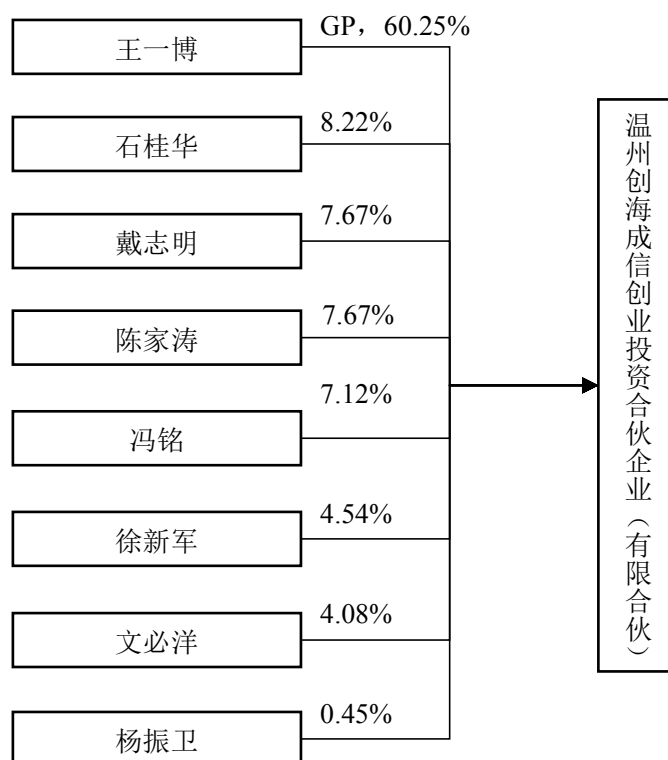 王一博
GP，60.25%
石桂华
8.22%
戴志明
7.67%
陈家涛
7.67%
冯铭
7.12%
徐新军
4.54%
文必洋
4.08%
杨振卫
0.45%
温州创海成信创业投资合伙企业（有限合伙）